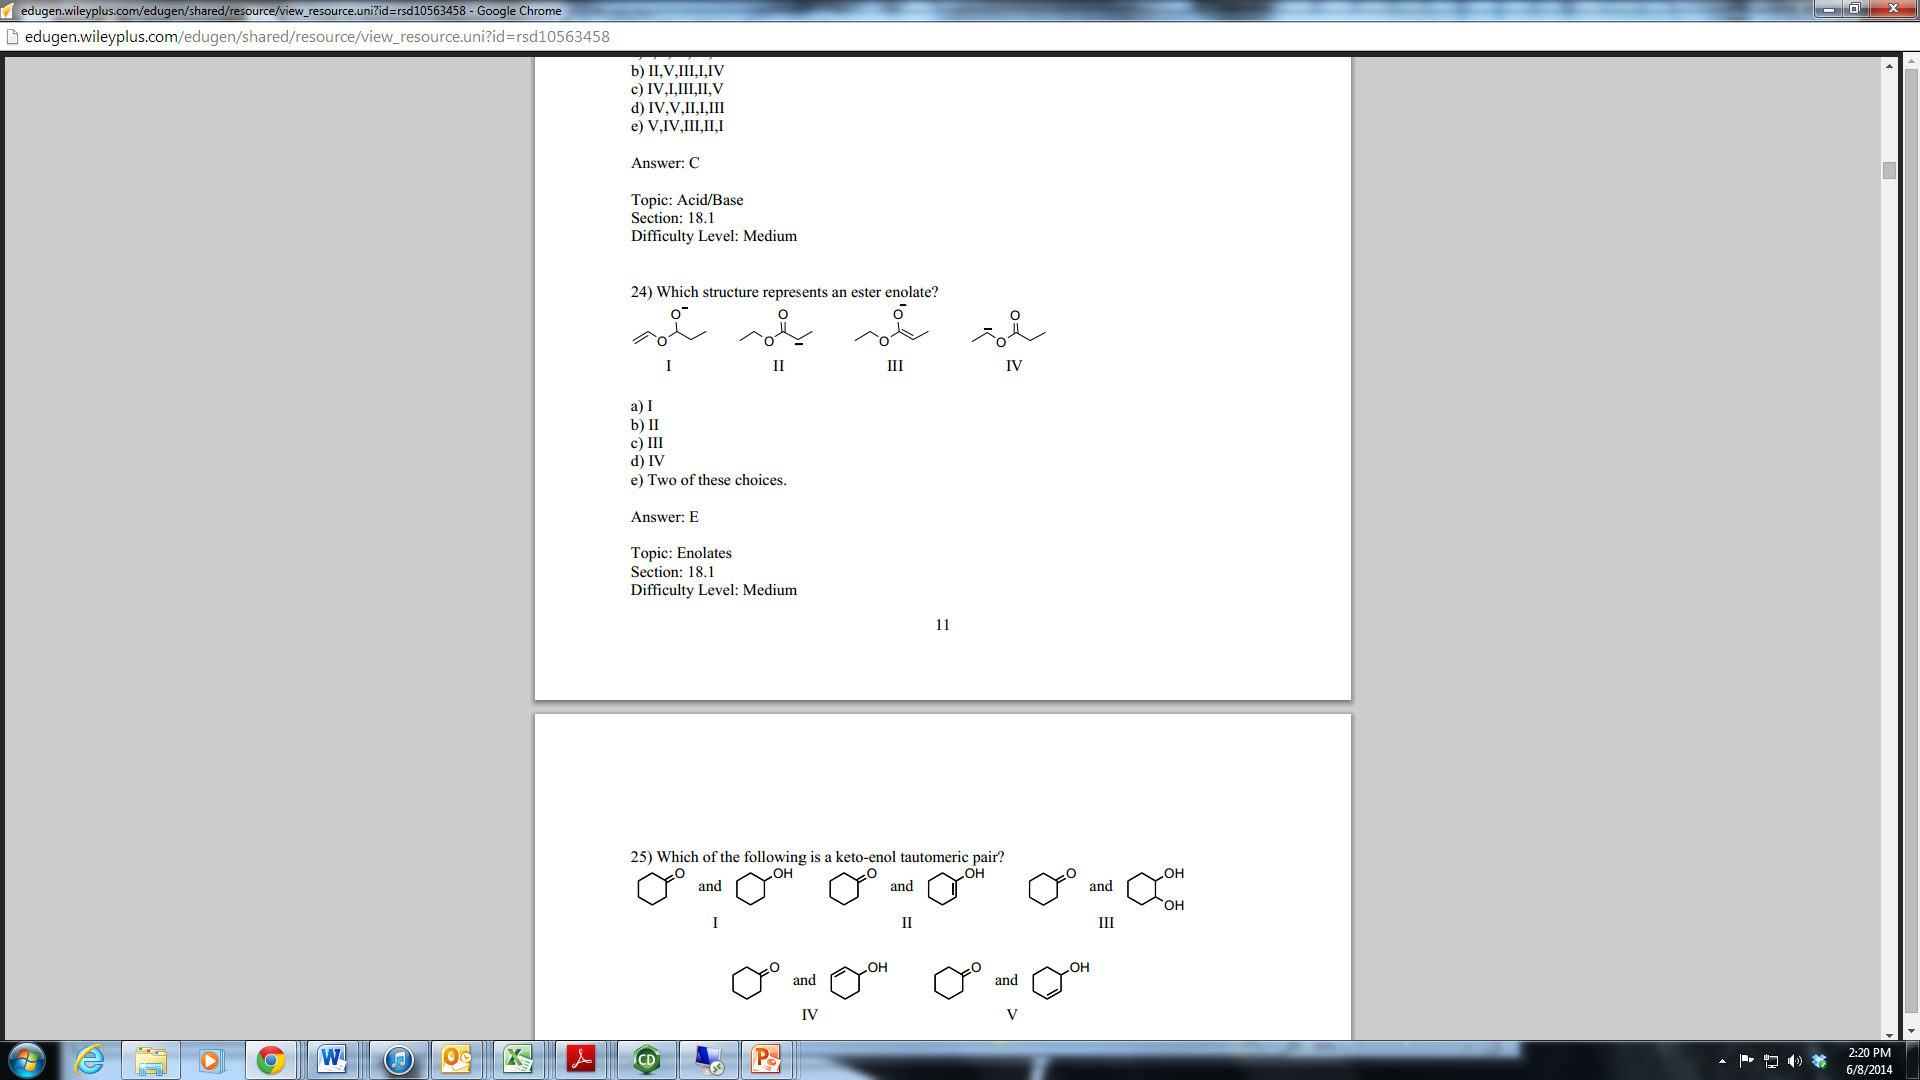 edugen.wileyplus.com/edugen/shared/resource/view_resource.uni?id=rsd10563458 - Google Chrome
edugen.wileyplus.com/edugen/shared/resource/view_resource.uni?id=rsd10563458
b) II,V,III,I,IV
c) IV,I,III,II,V
d) IV,V,II,I,III
e) V,IV,III,II,I
Answer: C
Topic: Acid/Base
Section: 18.1
Difficulty Level: Medium
24) Which structure represents an ester enolate?
O O O O
O O O O
I II III IV
a) I
b) II
c) III
d) IV
e) Two of these choices.
Answer: E
Topic: Enolates
Section: 18.1
Difficulty Level: Medium
11
25) Which of the following is a keto-enol tautomeric pair?
O and OH O and OH O and OH
OH
I II III
O and OH O and OH
IV V
2:20 PM
6/8/2014